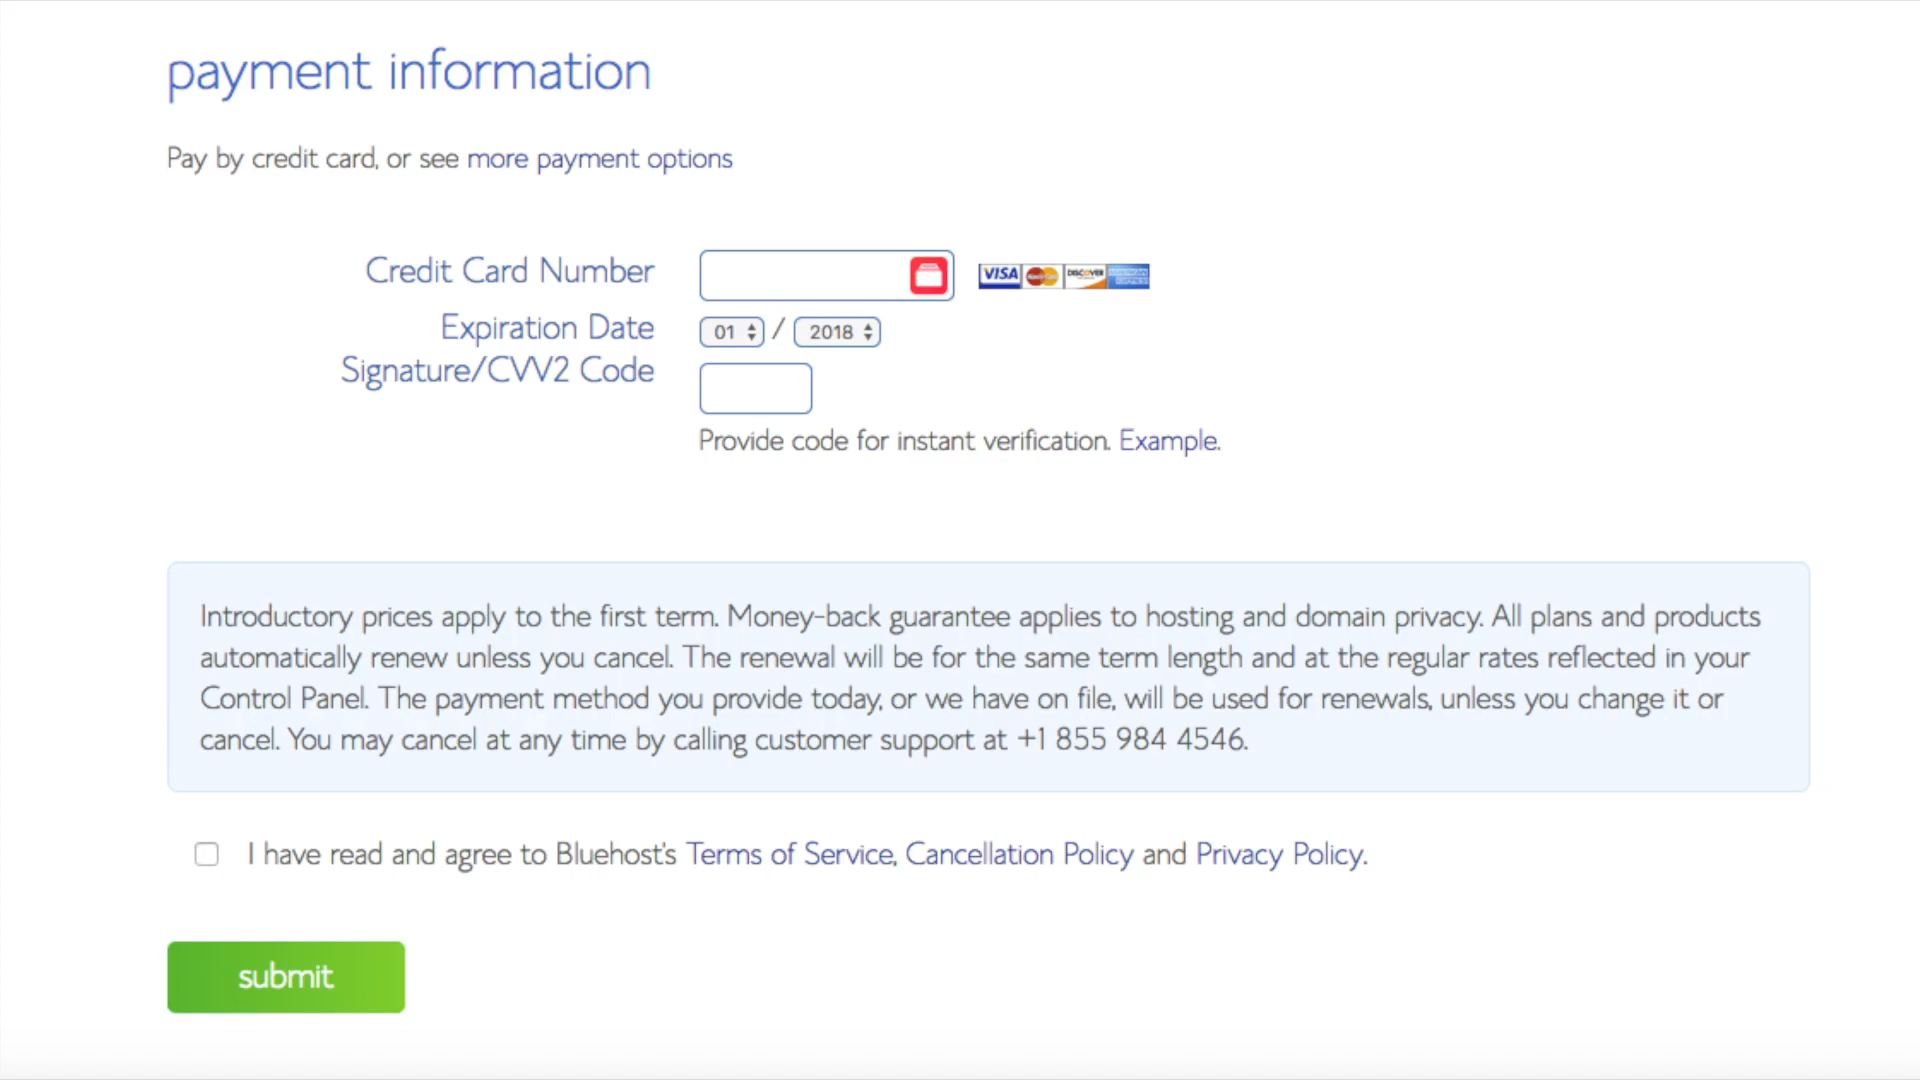 payment information
Pay by credit card, or see more payment options
Credit Card Number
VISA MasterCard DISCOVER AMERICAN EXPRESS
Expiration Date 01 / 2018
Signature/CVV2 Code
Provide code for instant verification. Example.
Introductory prices apply to the first term. Money-back guarantee applies to hosting and domain privacy. All plans and products
automatically renew unless you cancel. The renewal will be for the same term length and at the regular rates reflected in your
Control Panel. The payment method you provide today, or we have on file, will be used for renewals, unless you change it or
cancel. You may cancel at any time by calling customer support at +1 855 984 4546.
I have read and agree to Bluehost's Terms of Service, Cancellation Policy and Privacy Policy.
submit